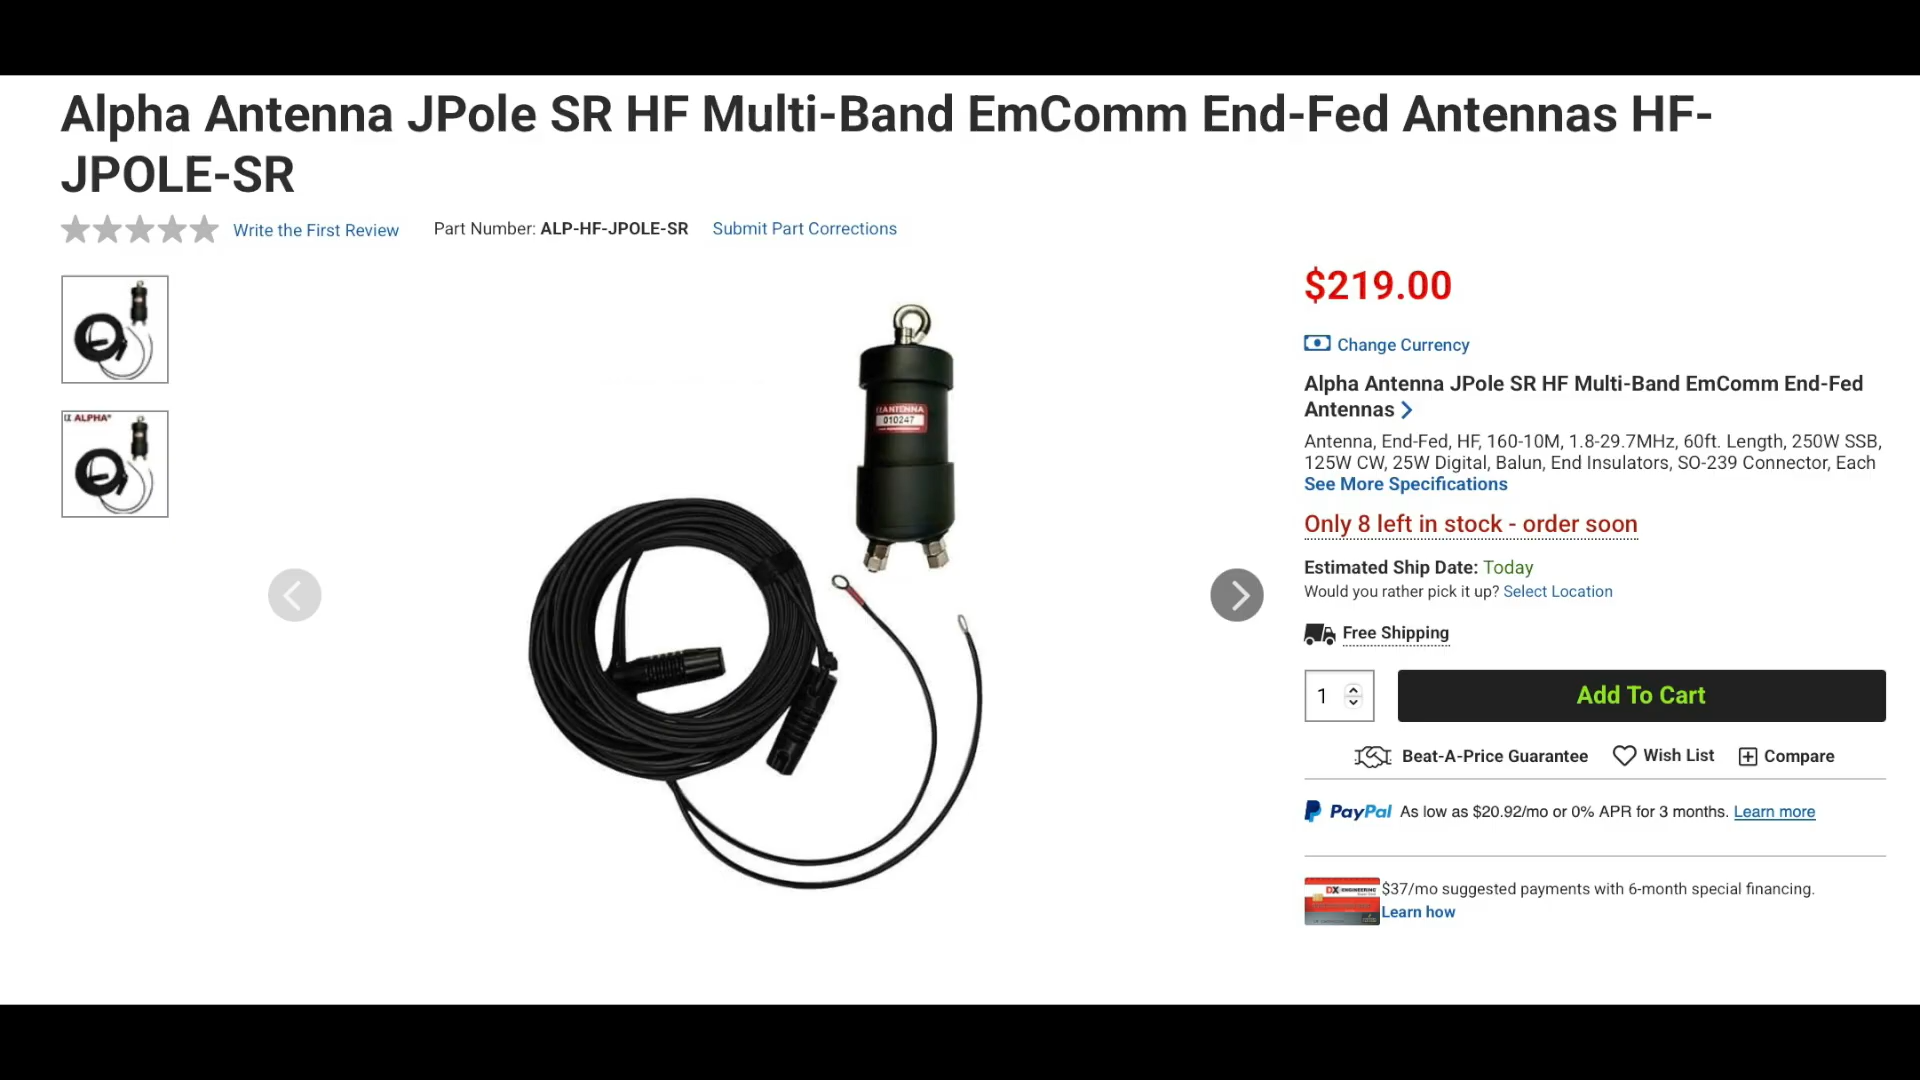 Alpha Antenna JPole SR HF Multi-Band EmComm End-Fed Antennas HF-
JPOLE-SR
Write the First Review
Part Number: ALP-HF-JPOLE-SR
Submit Part Corrections
ALPHA
ANTENNA
010247
$219.00
Change Currency
Alpha Antenna JPole SR HF Multi-Band EmComm End-Fed
Antennas
Antenna, End-Fed, HF, 160-10M, 1.8-29.7MHz, 60ft. Length, 250W SSB,
125W CW, 25W Digital, Balun, End Insulators, SO-239 Connector, Each
See More Specifications
Only 8 left in stock - order soon
Estimated Ship Date: Today
Would you rather pick it up? Select Location
Free Shipping
1
Add To Cart
Beat-A-Price Guarantee
Wish List
Compare
PayPal As low as $20.92/mo or 0% APR for 3 months. Learn more
DX ENGINEERING
$37/mo suggested payments with 6-month special financing.
Learn how